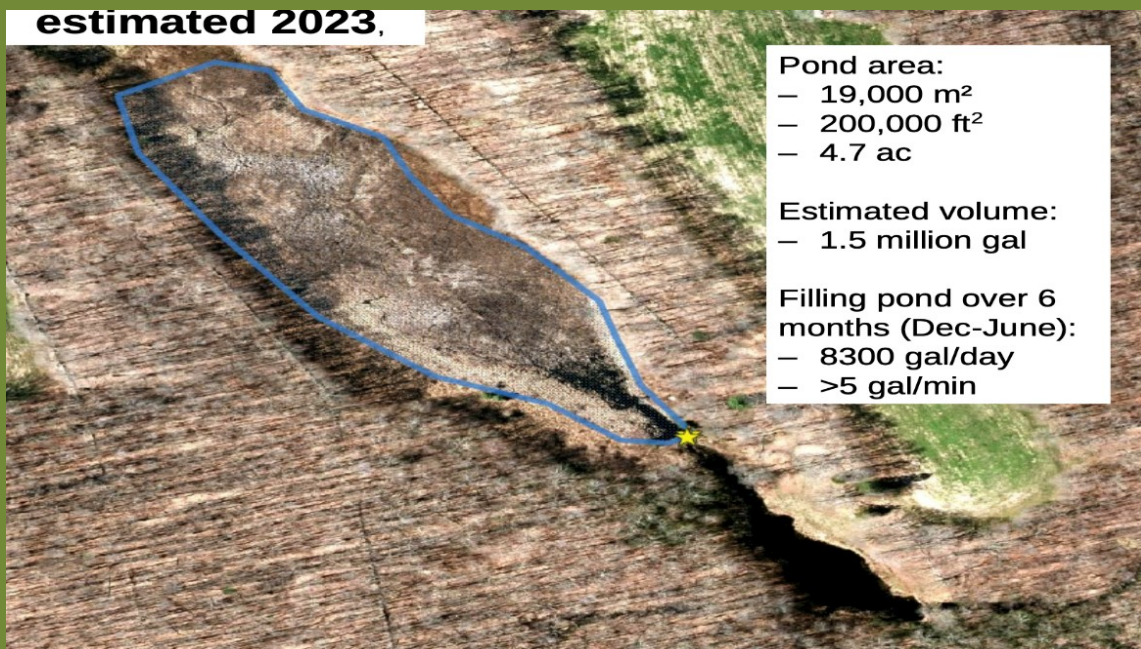 estimated 2023,
Pond area:
– 19,000 m²
– 200,000 ft²
– 4.7 ac
Estimated volume:
– 1.5 million gal
Filling pond over 6
months (Dec-June):
– 8300 gal/day
– >5 gal/min